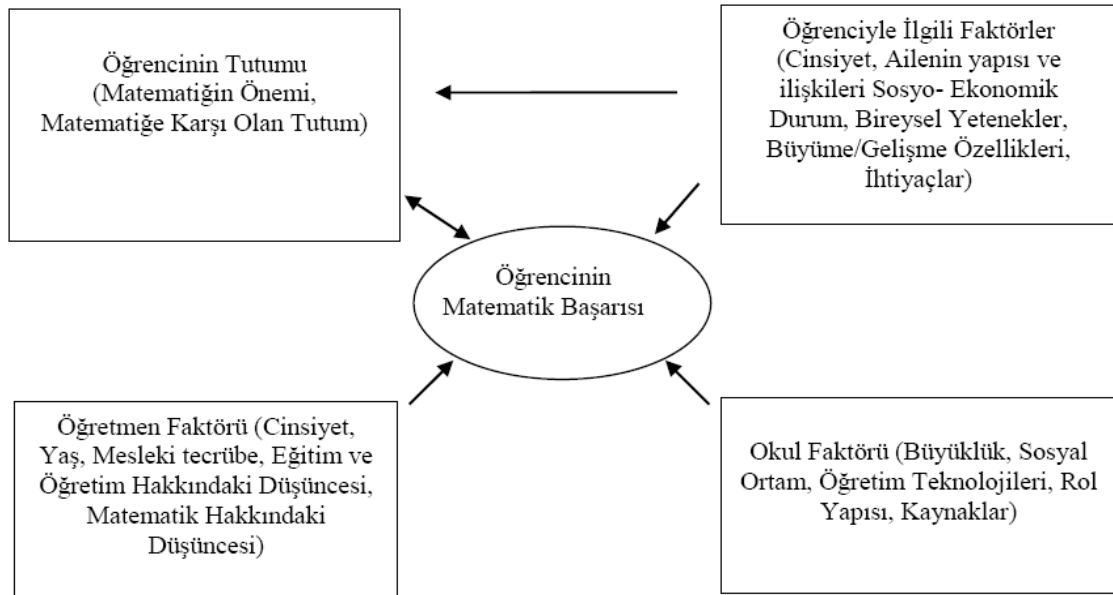 Öğrencinin Tutumu
(Matematiğin Önemi,
Matematiğe Karşı Olan Tutum)
Öğrenciyle İlgili Faktörler
(Cinsiyet, Ailenin yapısı ve
ilişkileri Sosyo- Ekonomik
Durum, Bireysel Yetenekler,
Büyüme/Gelişme Özellikleri,
İhtiyaçlar)
Öğrencinin
Matematik Başarısı
Öğretmen Faktörü (Cinsiyet,
Yaş, Mesleki tecrübe, Eğitim ve
Öğretim Hakkındaki Düşüncesi,
Matematik Hakkındaki
Düşüncesi)
Okul Faktörü (Büyüklük, Sosyal
Ortam, Öğretim Teknolojileri, Rol
Yapısı, Kaynaklar)